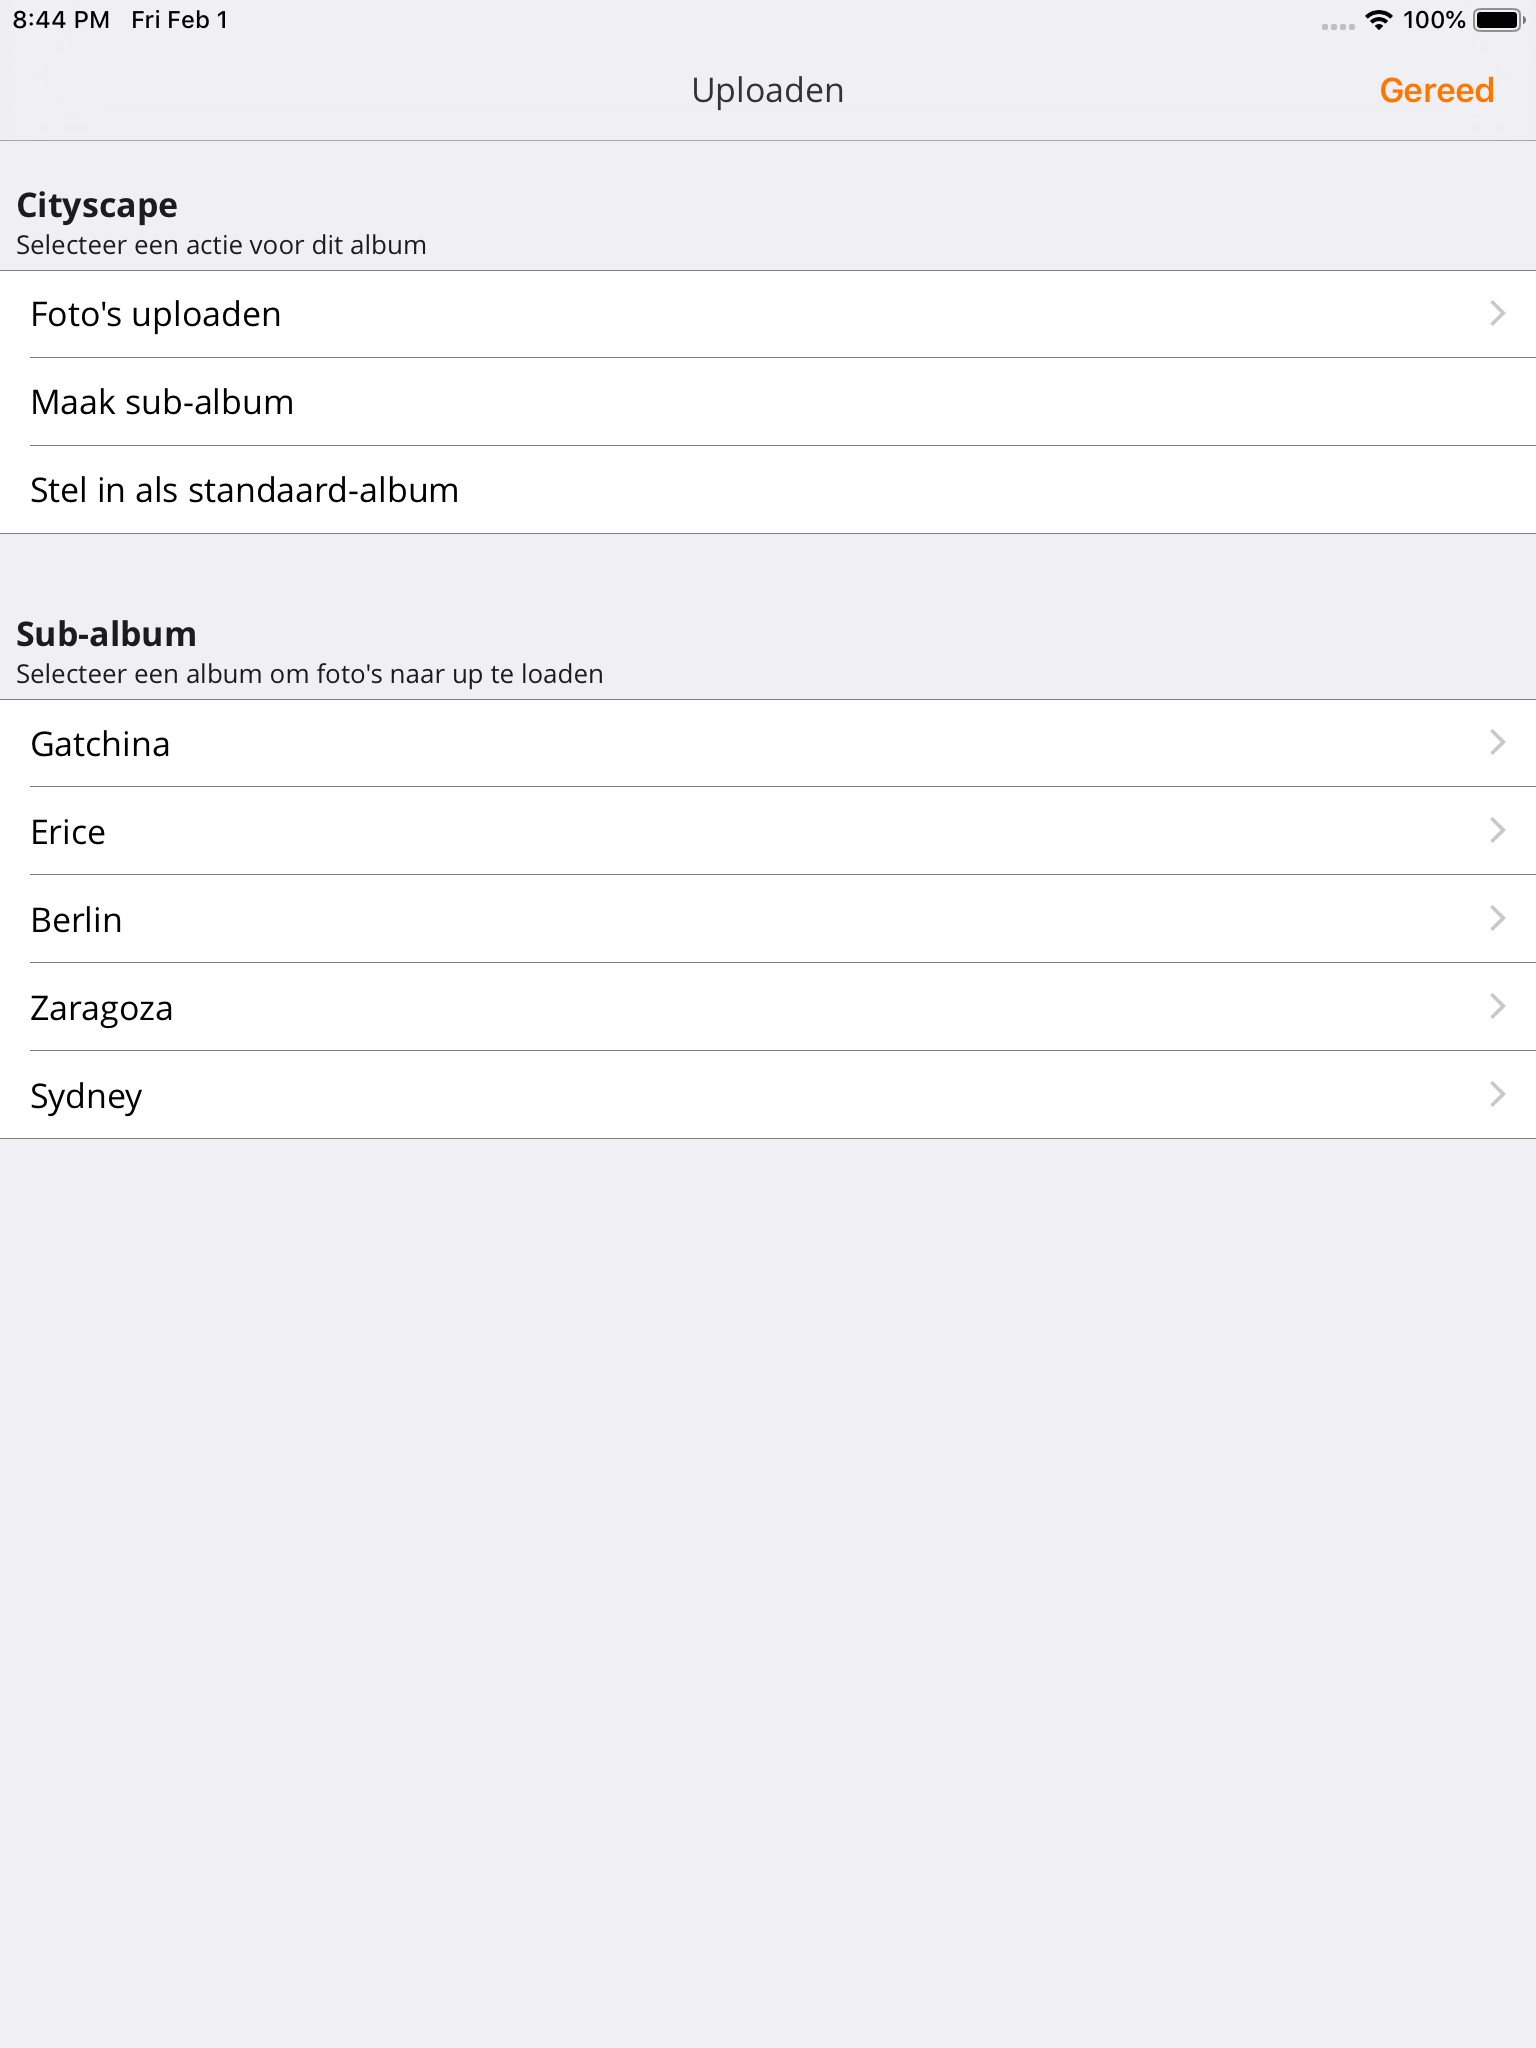 8:44 PM Fri Feb 1 100%
Uploaden Gereed
Cityscape
Selecteer een actie voor dit album
Foto's uploaden
Maak sub-album
Stel in als standaard-album
Sub-album
Selecteer een album om foto's naar up te loaden
Gatchina
Erice
Berlin
Zaragoza
Sydney